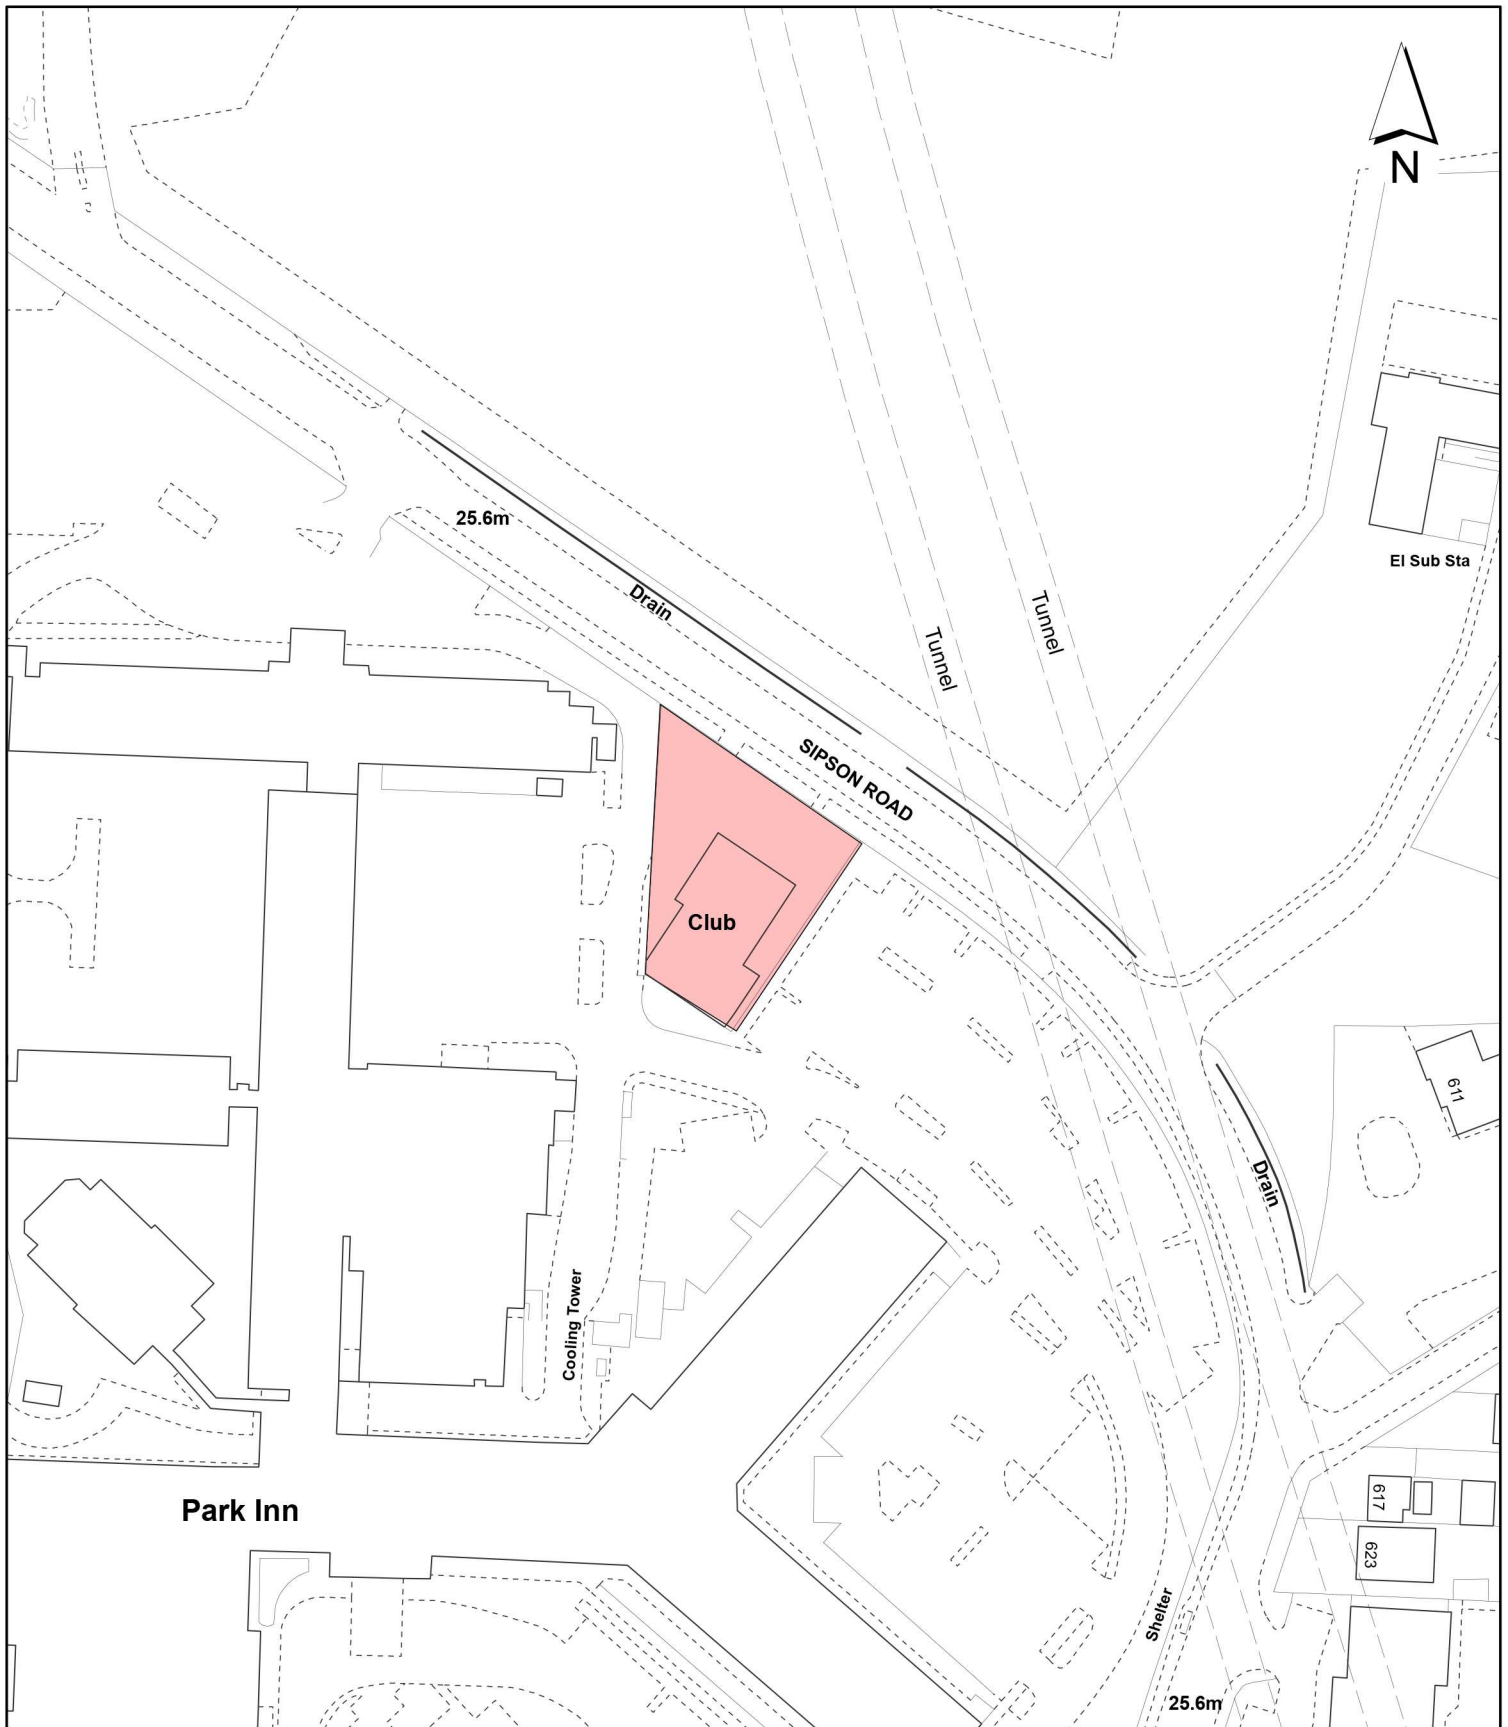 N
25.6m
El Sub Sta
Drain
Tunnel
Tunnel
SIPSON ROAD
Club
611
Drain
Cooling Tower
Park Inn
617
623
Shelter
25.6m